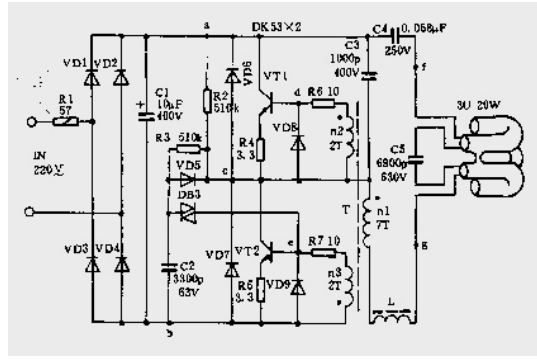 a
DK53×2
C4 0.068μF
250V
C3
1000p
400V
VD1 VD2
VD6
VT1
f
R2
510k
C1
10μF
400V
d R6 10
3U 20W
R1
57
VD8
n2
2T
R3 510k
R4
3.3
C5
6800p
630V
IN
220V
VD5
c
DB3
T
n1
7T
VD3 VD4
C2
3300p
63V
VD7
VT2
e
R7 10
g
R5
3.3
VD9
n3
2T
L
b